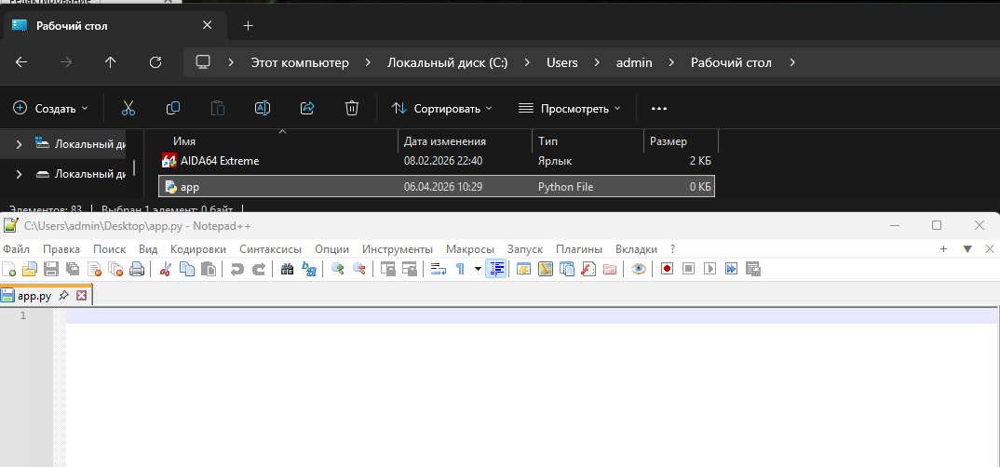 Редактирование
Рабочий стол
Этот компьютер Локальный диск (C:) Users admin Рабочий стол
Создать Сортировать Просмотреть
Имя Дата изменения Тип Размер
Локальный ди AIDA64 Extreme 08.02.2026 22:40 Ярлык 2 КБ
Локальный ди app 06.04.2026 10:29 Python File 0 КБ
Элементов: 83 Выбран 1 элемент: 0 байт
C:\Users\admin\Desktop\app.py - Notepad++
Файл Правка Поиск Вид Кодировки Синтаксисы Опции Инструменты Макросы Запуск Плагины Вкладки ?
app.py
1